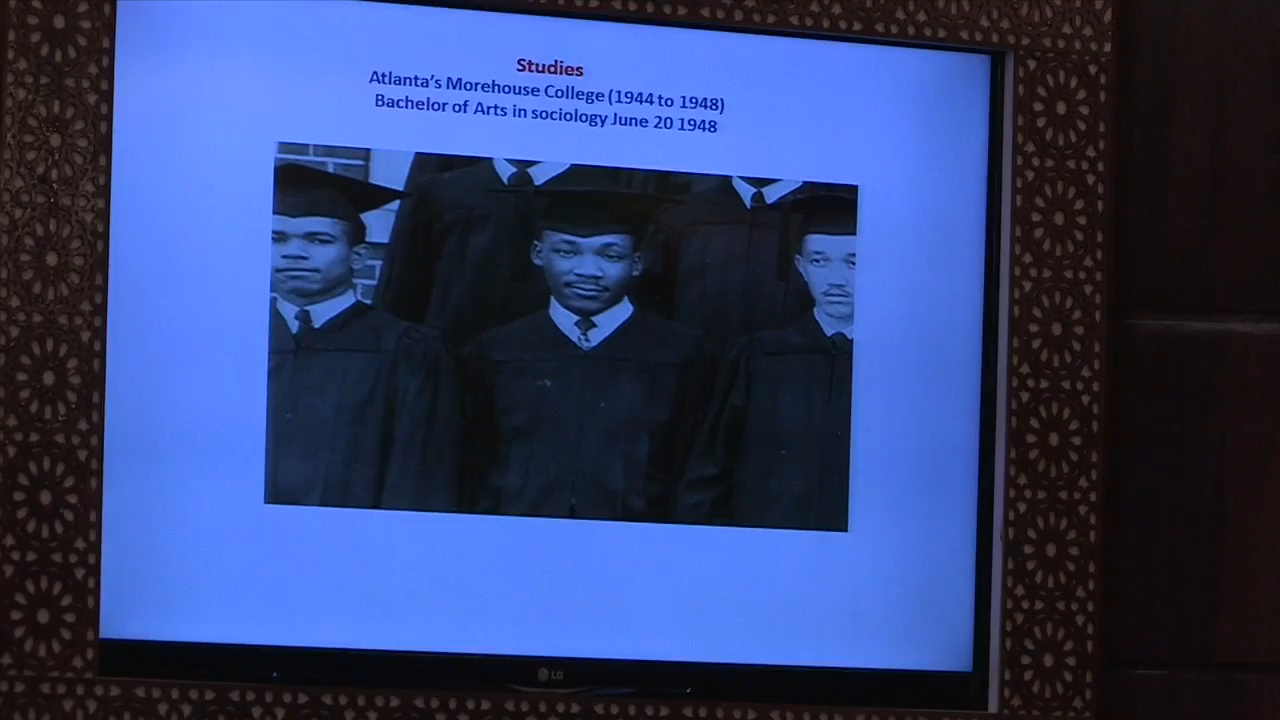 Studies
Atlanta's Morehouse College (1944 to 1948)
Bachelor of Arts in sociology June 20 1948
LG